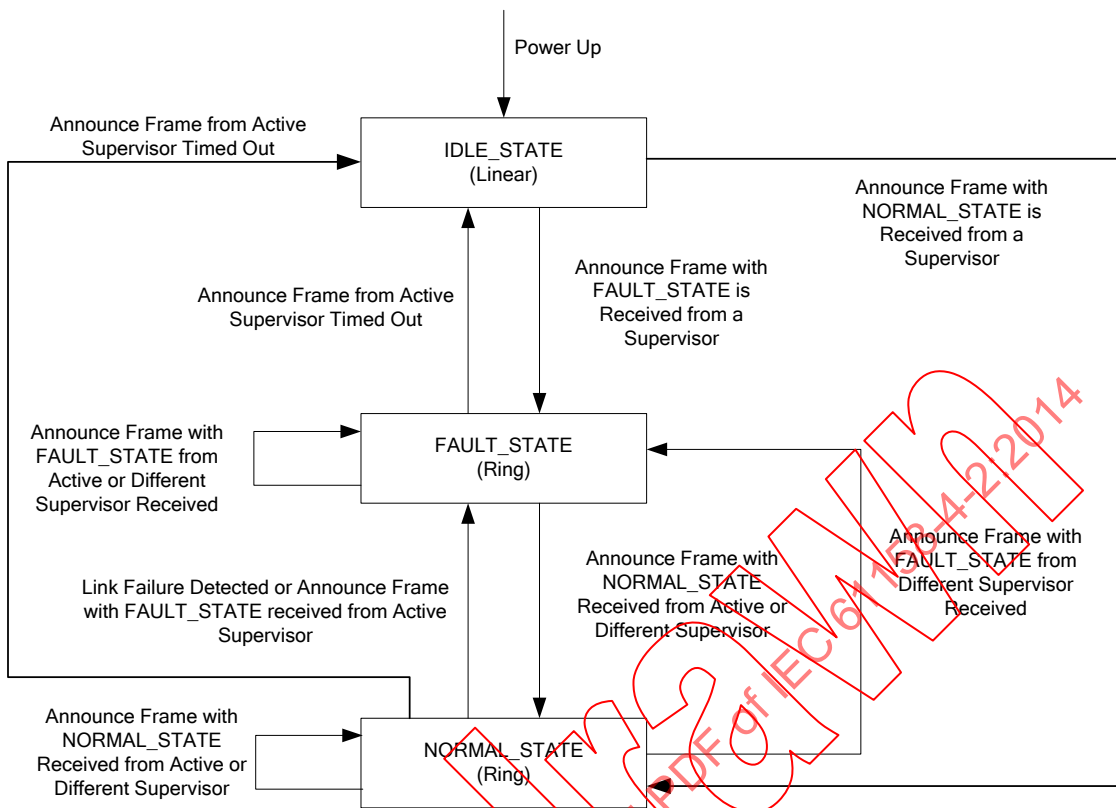 Power Up
Announce Frame from Active
Supervisor Timed Out
IDLE_STATE
(Linear)
Announce Frame with
NORMAL_STATE is
Received from a
Supervisor
Announce Frame from Active
Supervisor Timed Out
Announce Frame with
FAULT_STATE is
Received from a
Supervisor
Announce Frame with
FAULT_STATE from
Active or Different
Supervisor Received
FAULT_STATE
(Ring)
Link Failure Detected or Announce Frame
with FAULT_STATE received from Active
Supervisor
Announce Frame with
NORMAL_STATE
Received from Active or
Different Supervisor
Announce Frame with
FAULT_STATE from
Different Supervisor
Received
Announce Frame with
NORMAL_STATE
Received from Active or
Different Supervisor
NORMAL_STATE
(Ring)
PDF of IEC 61158-4-2:2014